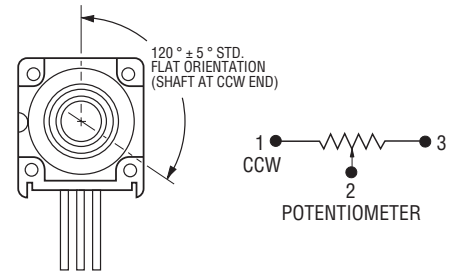 120 ° ± 5 ° STD.
FLAT ORIENTATION
(SHAFT AT CCW END)
1
3
CCW
2
POTENTIOMETER